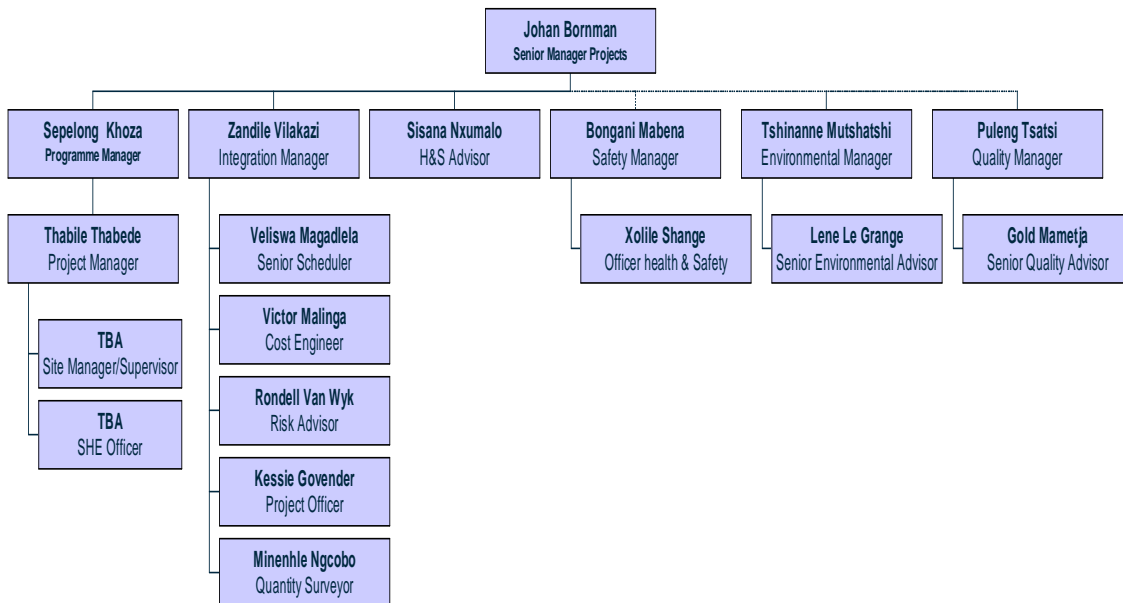 Johan Bornman
Senior Manager Projects
Sepelong Khoza
Programme Manager
Zandile Vilakazi
Integration Manager
Sisana Nxumalo
H&S Advisor
Bongani Mabena
Safety Manager
Tshinanne Mutshatshi
Environmental Manager
Puleng Tsatsi
Quality Manager
Thabile Thabede
Project Manager
Veliswa Magadlela
Senior Scheduler
Xolile Shange
Officer health & Safety
Lene Le Grange
Senior Environmental Advisor
Gold Mametja
Senior Quality Advisor
TBA
Site Manager/Supervisor
Victor Malinga
Cost Engineer
TBA
SHE Officer
Rondell Van Wyk
Risk Advisor
Kessie Govender
Project Officer
Minenhle Ngcobo
Quantity Surveyor